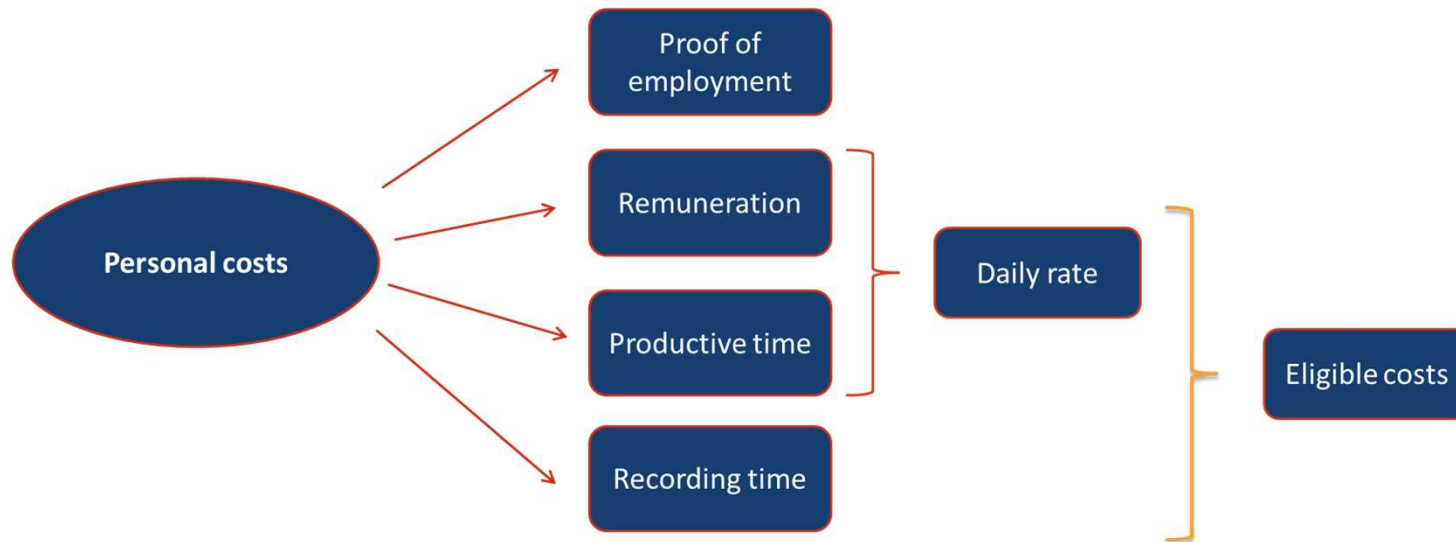 Proof of
employment
Remuneration
Personal costs
Daily rate
Productive time
Eligible costs
Recording time